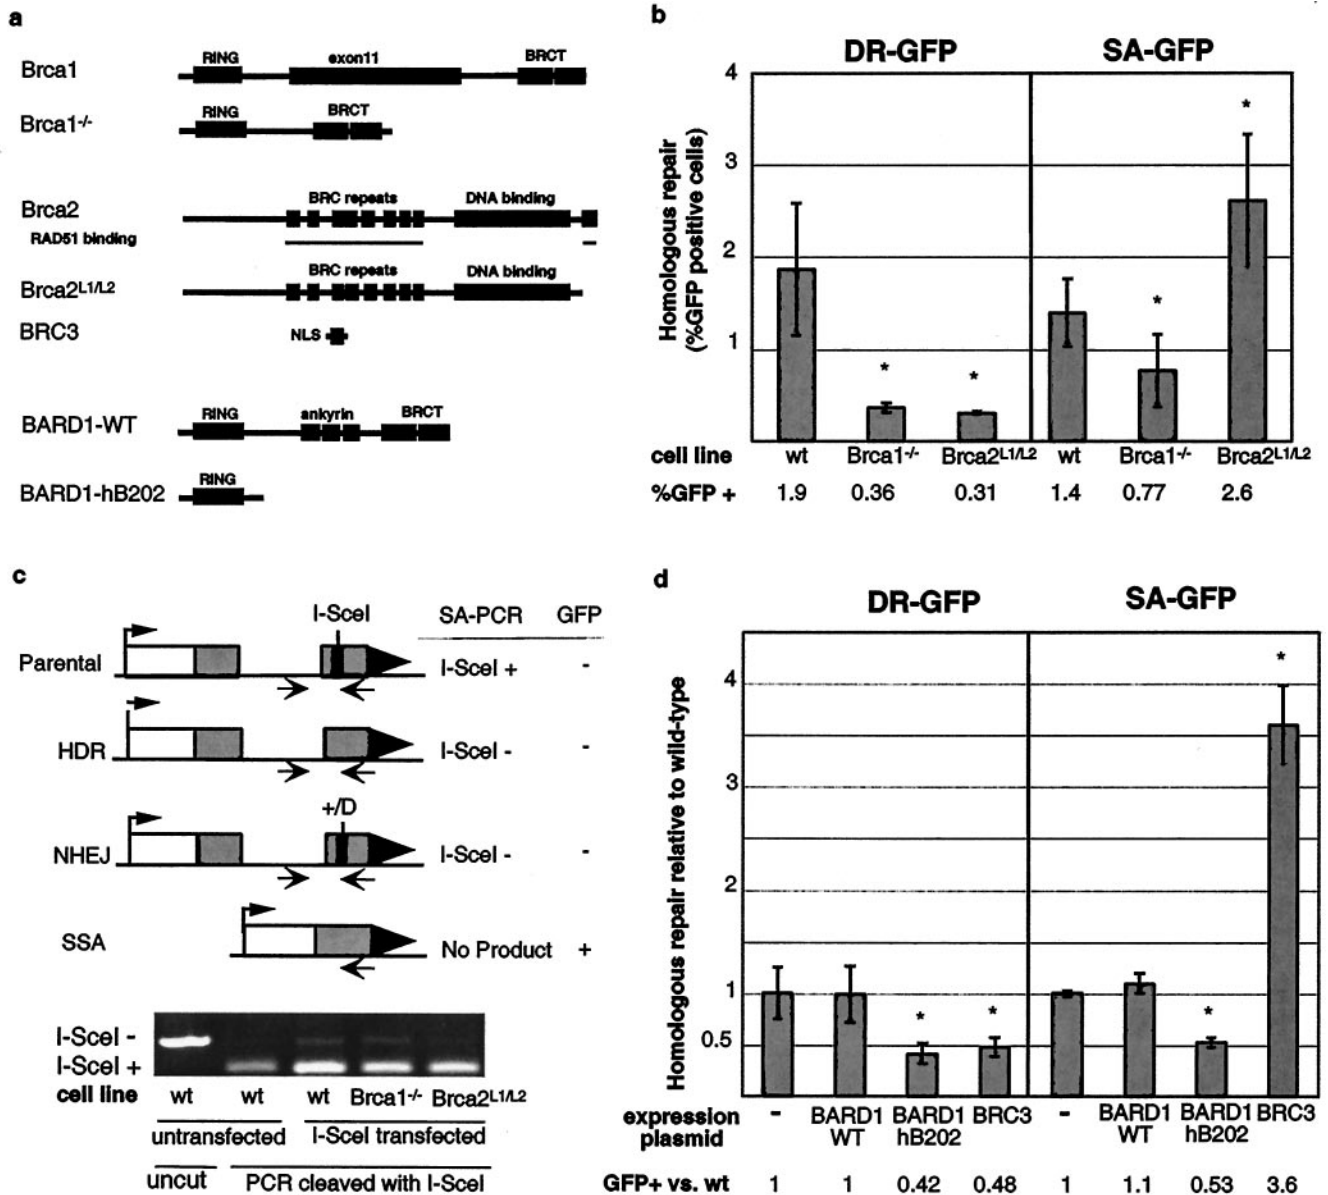 a
Brca1
RING
exon11
BRCT
Brca1-/-
RING
BRCT
Brca2
BRC repeats
DNA binding
RAD51 binding
Brca2L1/L2
BRC repeats
DNA binding
BRC3
NLS
BARD1-WT
RING
ankyrin
BRCT
BARD1-hB202
RING
b
DR-GFP SA-GFP
Homologous repair
(%GFP positive cells)
4
3
2
1
* * * *
cell line wt Brca1-/- Brca2L1/L2 wt Brca1-/- Brca2L1/L2
%GFP + 1.9 0.36 0.31 1.4 0.77 2.6
c
I-SceI SA-PCR GFP
Parental I-SceI + -
HDR I-SceI - -
+/D
NHEJ I-SceI - -
SSA No Product +
I-SceI -
I-SceI +
cell line wt wt wt Brca1-/- Brca2L1/L2
untransfected I-SceI transfected
uncut PCR cleaved with I-SceI
d
DR-GFP SA-GFP
Homologous repair relative to wild-type
4
3
2
1
0.5
* * * *
expression plasmid - BARD1 WT BARD1 hB202 BRC3 - BARD1 WT BARD1 hB202 BRC3
GFP+ vs. wt 1 1 0.42 0.48 1 1.1 0.53 3.6